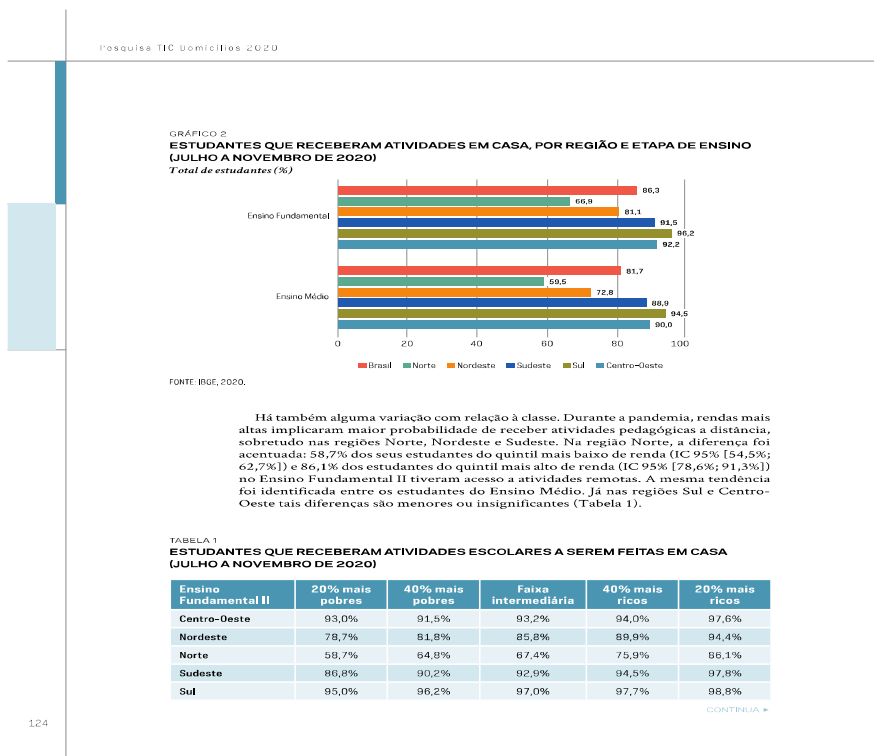 Pesquisa TIC Domicílios 2020
GRÁFICO 2
ESTUDANTES QUE RECEBERAM ATIVIDADES EM CASA, POR REGIÃO E ETAPA DE ENSINO
(JULHO A NOVEMBRO DE 2020)
Total de estudantes (%)
Ensino Fundamental
86,3
66,9
81,1
91,5
96,2
92,2
Ensino Médio
81,7
59,5
72,8
88,9
94,5
90,0
0 20 40 60 80 100
Brasil Norte Nordeste Sudeste Sul Centro-Oeste
FONTE: IBGE, 2020.
Há também alguma variação com relação à classe. Durante a pandemia, rendas mais
altas implicaram maior probabilidade de receber atividades pedagógicas a distância,
sobretudo nas regiões Norte, Nordeste e Sudeste. Na região Norte, a diferença foi
acentuada: 58,7% dos seus estudantes do quintil mais baixo de renda (IC 95% [54,5%;
62,7%]) e 86,1% dos estudantes do quintil mais alto de renda (IC 95% [78,6%; 91,3%])
no Ensino Fundamental II tiveram acesso a atividades remotas. A mesma tendência
foi identificada entre os estudantes do Ensino Médio. Já nas regiões Sul e Centro-
Oeste tais diferenças são menores ou insignificantes (Tabela 1).
TABELA 1
ESTUDANTES QUE RECEBERAM ATIVIDADES ESCOLARES A SEREM FEITAS EM CASA
(JULHO A NOVEMBRO DE 2020)
Ensino Fundamental II 20% mais pobres 40% mais pobres Faixa intermediária 40% mais ricos 20% mais ricos
Centro-Oeste 93,0% 91,5% 93,2% 94,0% 97,6%
Nordeste 78,7% 81,8% 85,8% 89,9% 94,4%
Norte 58,7% 64,8% 67,4% 75,9% 86,1%
Sudeste 86,8% 90,2% 92,9% 94,5% 97,8%
Sul 95,0% 96,2% 97,0% 97,7% 98,8%
CONTINUA ►
124